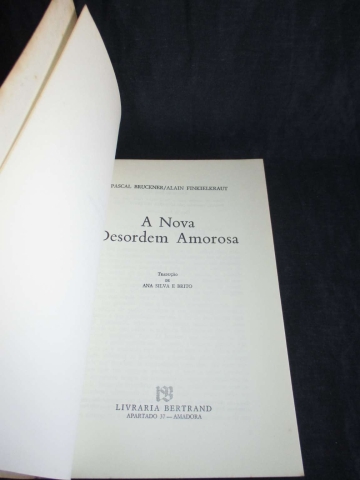 PASCAL BRUCKNER/ALAIN FINKIELKRAUT
A Nova
Desordem Amorosa
TRADUÇÃO
DE
ANA SILVA E BRITO
LIVRARIA BERTRAND
APARTADO 37—AMADORA